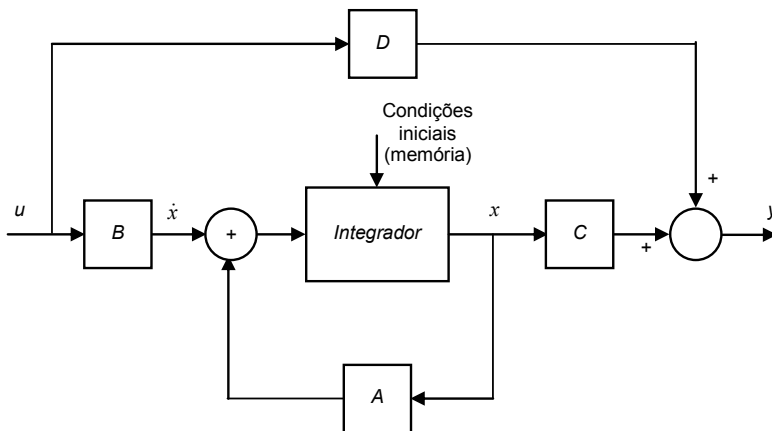 D
Condições
iniciais
(memória)
+
u
B
ẋ
+
Integrador
x
C
+
y
A